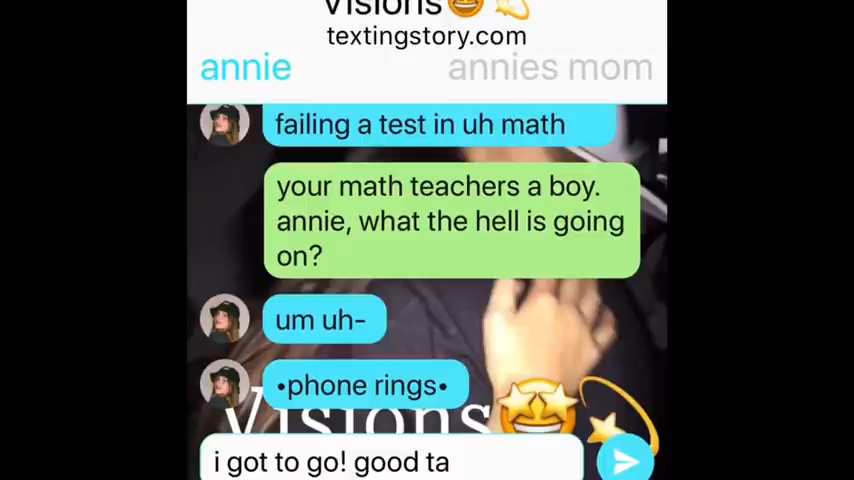 Visions🤩💫
textingstory.com
annie annies mom
failing a test in uh math
your math teachers a boy.
annie, what the hell is going
on?
um uh-
•phone rings•
Visions🤩💫
i got to go! good ta